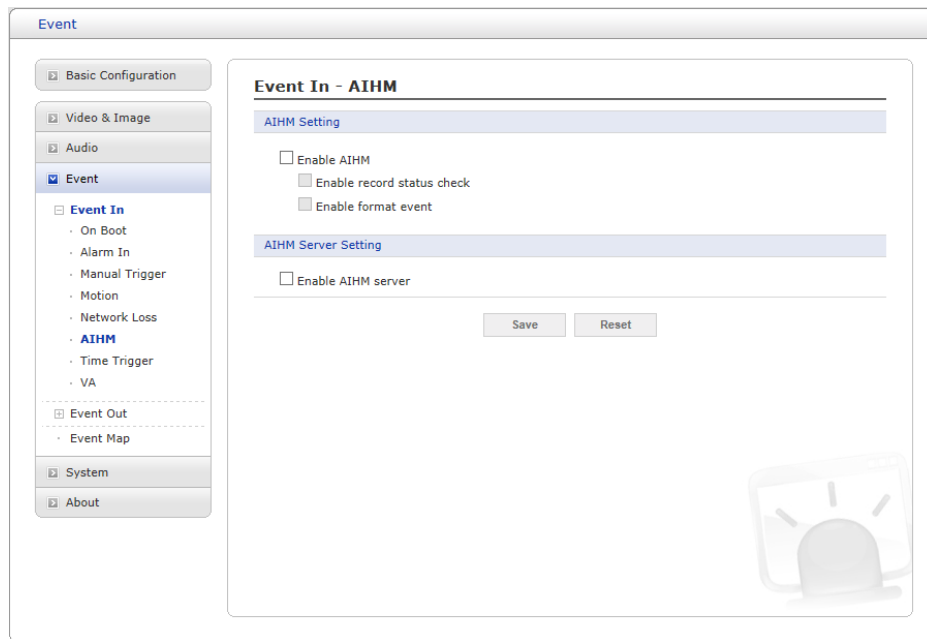 Event
Basic Configuration
Video & Image
Audio
Event
Event In
On Boot
Alarm In
Manual Trigger
Motion
Network Loss
AIHM
Time Trigger
VA
Event Out
Event Map
System
About
Event In - AIHM
AIHM Setting
Enable AIHM
Enable record status check
Enable format event
AIHM Server Setting
Enable AIHM server
Save Reset